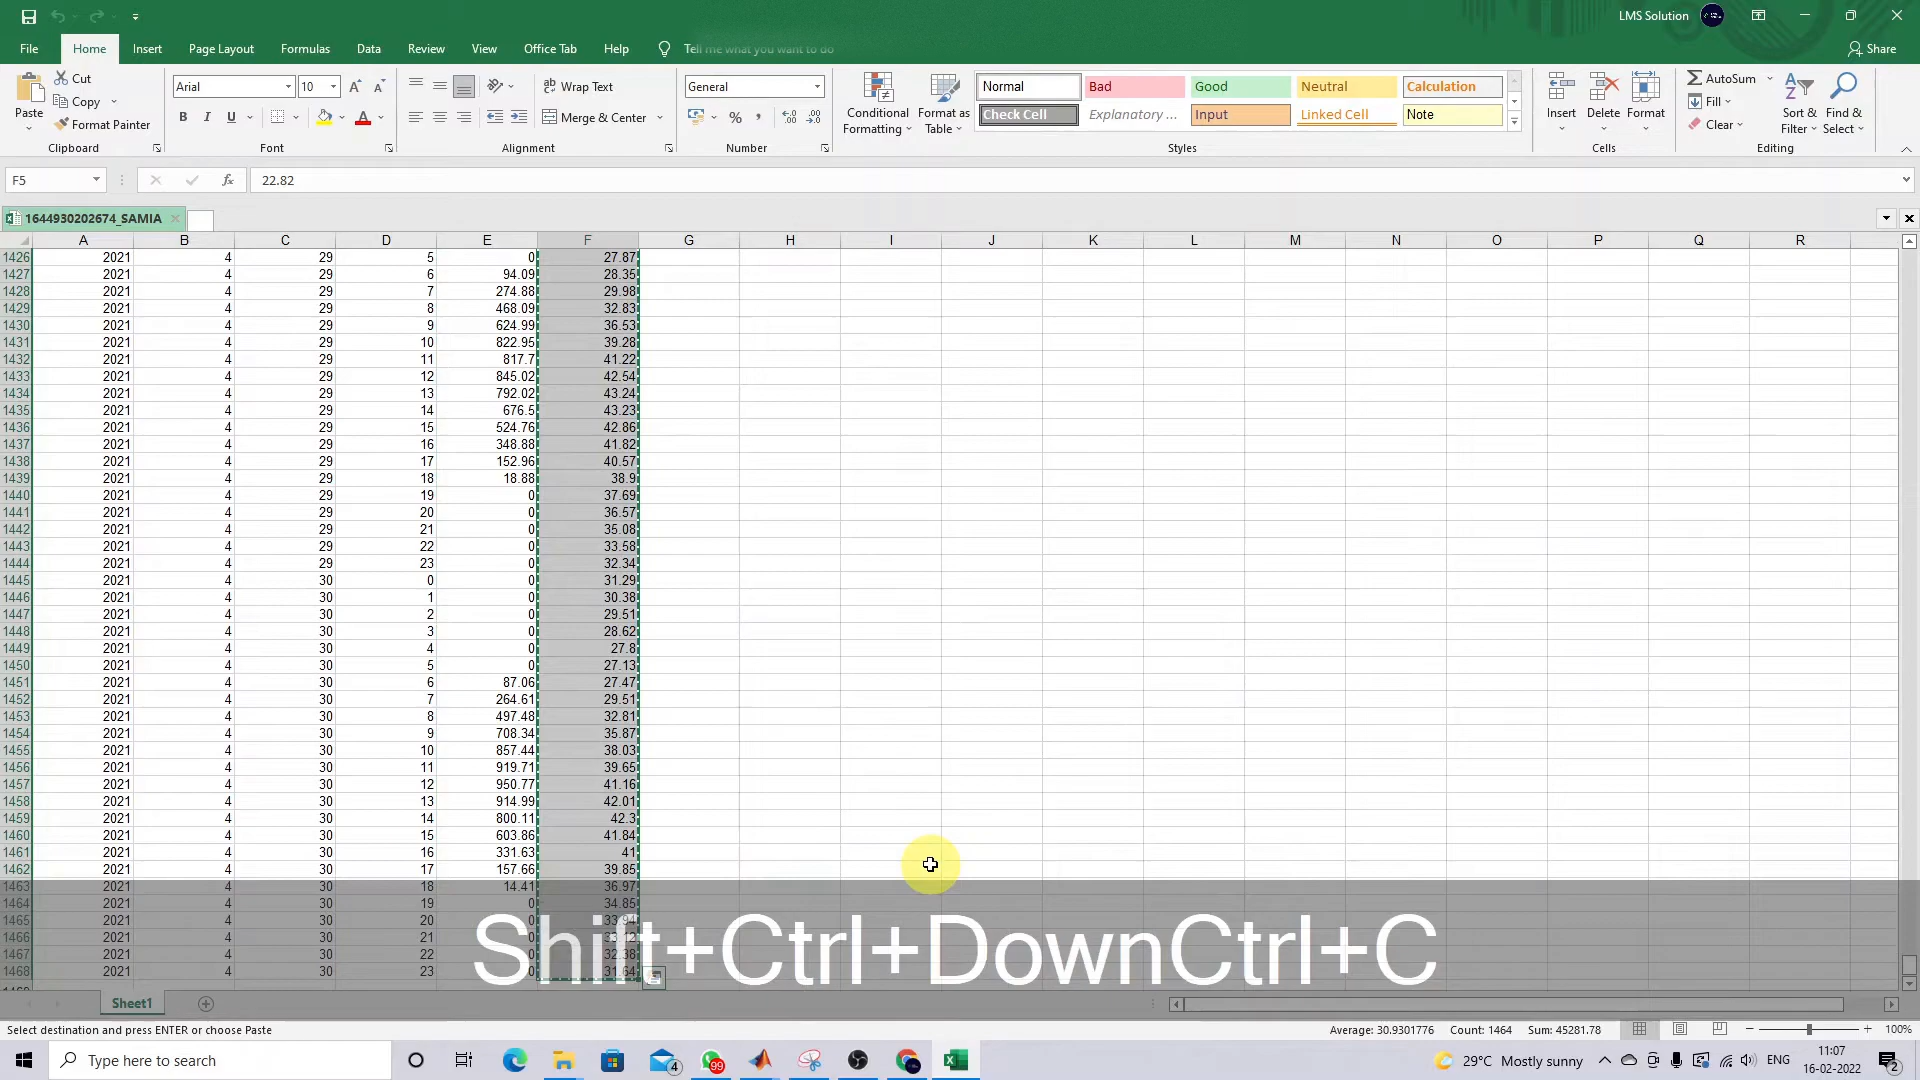 LMS Solution
File Home Insert Page Layout Formulas Data Review View Office Tab Help Tell me what you want to do Share
Cut
Copy
Format Painter
Paste
Clipboard
Arial 10
B I U
Font
Wrap Text
Merge & Center
Alignment
General
Number
Conditional Formatting
Format as Table
Normal Bad Good Neutral Calculation
Check Cell Explanatory ... Input Linked Cell Note
Styles
Insert Delete Format
Cells
AutoSum
Fill
Clear
Sort & Filter
Find & Select
Editing
F5 fx 22.82
1644930202674_SAMIA
A B C D E F G H I J K L M N O P Q R
1426 2021 4 29 5 0 27.87
1427 2021 4 29 6 94.09 28.35
1428 2021 4 29 7 274.88 29.98
1429 2021 4 29 8 468.09 32.83
1430 2021 4 29 9 624.99 36.53
1431 2021 4 29 10 822.95 39.28
1432 2021 4 29 11 817.7 41.22
1433 2021 4 29 12 845.02 42.54
1434 2021 4 29 13 792.02 43.24
1435 2021 4 29 14 676.5 43.23
1436 2021 4 29 15 524.76 42.86
1437 2021 4 29 16 348.88 41.82
1438 2021 4 29 17 152.96 40.57
1439 2021 4 29 18 18.88 38.9
1440 2021 4 29 19 0 37.69
1441 2021 4 29 20 0 36.57
1442 2021 4 29 21 0 35.08
1443 2021 4 29 22 0 33.58
1444 2021 4 29 23 0 32.34
1445 2021 4 30 0 0 31.29
1446 2021 4 30 1 0 30.38
1447 2021 4 30 2 0 29.51
1448 2021 4 30 3 0 28.62
1449 2021 4 30 4 0 27.8
1450 2021 4 30 5 0 27.13
1451 2021 4 30 6 87.06 27.47
1452 2021 4 30 7 264.61 29.51
1453 2021 4 30 8 497.48 32.81
1454 2021 4 30 9 708.34 35.87
1455 2021 4 30 10 857.44 38.03
1456 2021 4 30 11 919.71 39.65
1457 2021 4 30 12 950.77 41.16
1458 2021 4 30 13 914.99 42.01
1459 2021 4 30 14 800.11 42.3
1460 2021 4 30 15 603.86 41.84
1461 2021 4 30 16 331.63 41
1462 2021 4 30 17 157.66 39.85
1463 2021 4 30 18 14.41 36.97
1464 2021 4 30 19 0 34.85
1465 2021 4 30 20 0
1466 2021 4 30 21 0
1467 2021 4 30 22 0 32.38
1468 2021 4 30 23 0 31.64
Shift+Ctrl+DownCtrl+C
Sheet1
Select destination and press ENTER or choose Paste Average: 30.9301776 Count: 1464 Sum: 45281.78 100%
Type here to search 4 99 29°C Mostly sunny ENG 11:07 16-02-2022 2